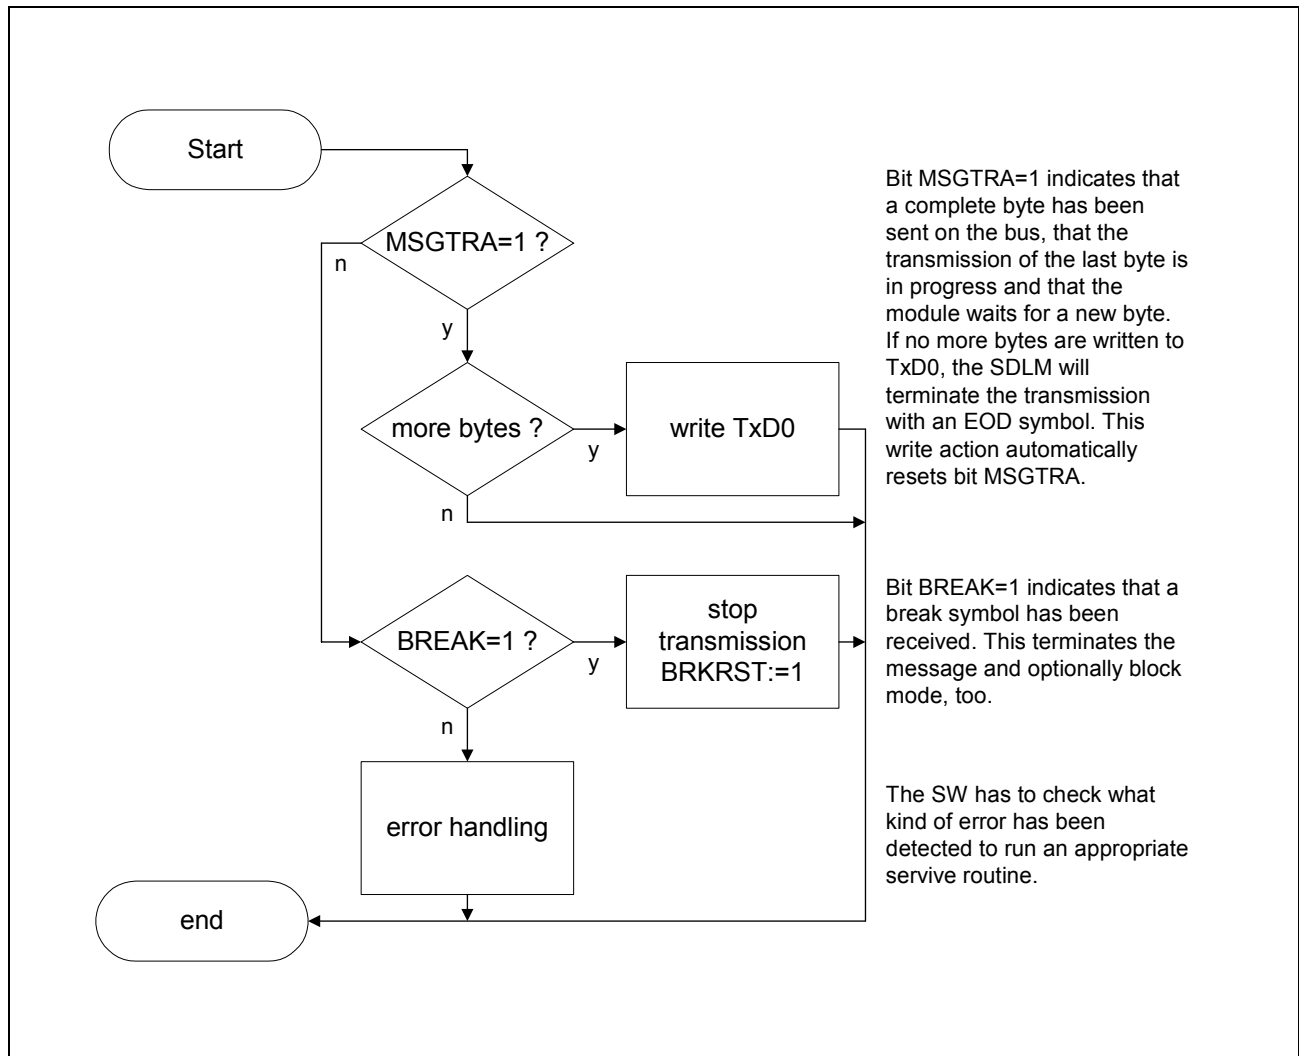 Start
MSGTRA=1 ?
n
y
more bytes ?
y
write TxD0
n
Bit MSGTRA=1 indicates that
a complete byte has been
sent on the bus, that the
transmission of the last byte is
in progress and that the
module waits for a new byte.
If no more bytes are written to
TxD0, the SDLM will
terminate the transmission
with an EOD symbol. This
write action automatically
resets bit MSGTRA.
BREAK=1 ?
y
stop
transmission
BRKRST:=1
n
Bit BREAK=1 indicates that a
break symbol has been
received. This terminates the
message and optionally block
mode, too.
error handling
The SW has to check what
kind of error has been
detected to run an appropriate
servive routine.
end